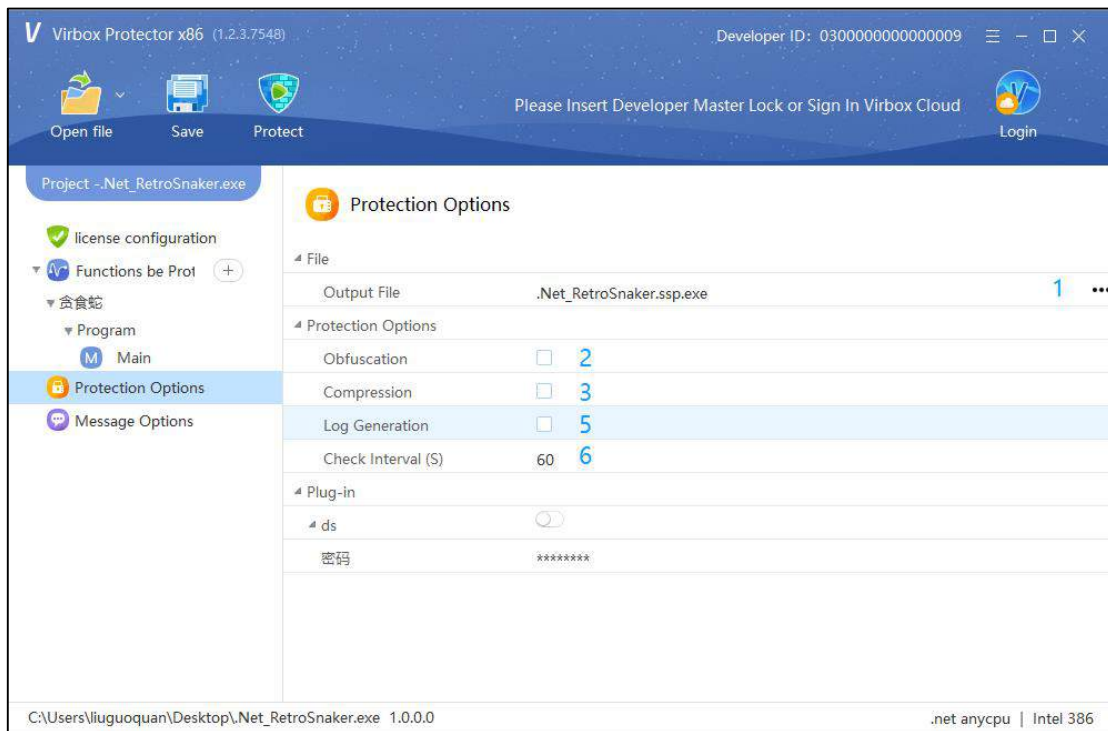 V Virbox Protector x86 (1.2.3.7548) Developer ID: 0300000000000009
Please Insert Developer Master Lock or Sign In Virbox Cloud
Open file Save Protect Login
Project -.Net_RetroSnaker.exe
license configuration
Functions be Prot
贪食蛇
Program
M Main
Protection Options
Message Options
Protection Options
File
Output File .Net_RetroSnaker.ssp.exe 1 •••
Protection Options
Obfuscation 2
Compression 3
Log Generation 5
Check Interval (S) 60 6
Plug-in
ds
密码 ********
C:\Users\liuguoquan\Desktop\.Net_RetroSnaker.exe 1.0.0.0 .net anycpu | Intel 386